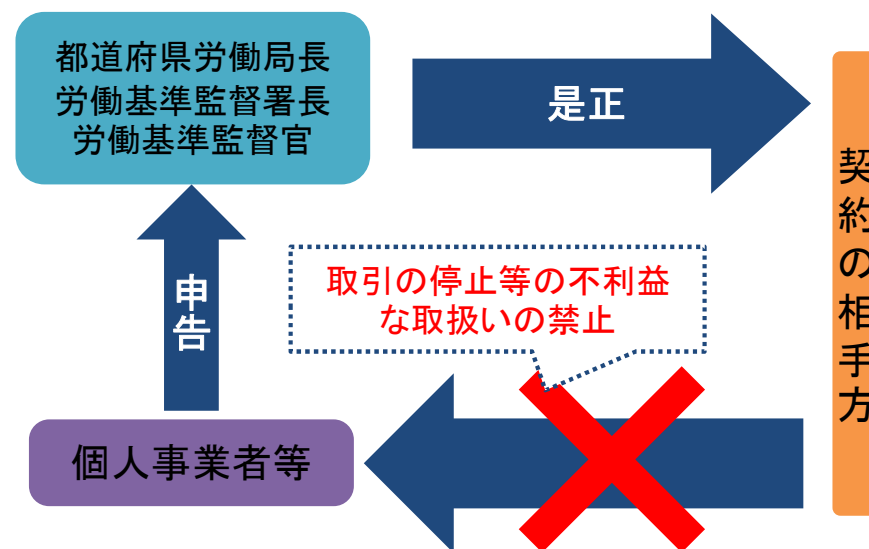 都道府県労働局長
労働基準監督署長
労働基準監督官
是正
契約の相手方
申告
取引の停止等の不利益
な取扱いの禁止
個人事業者等